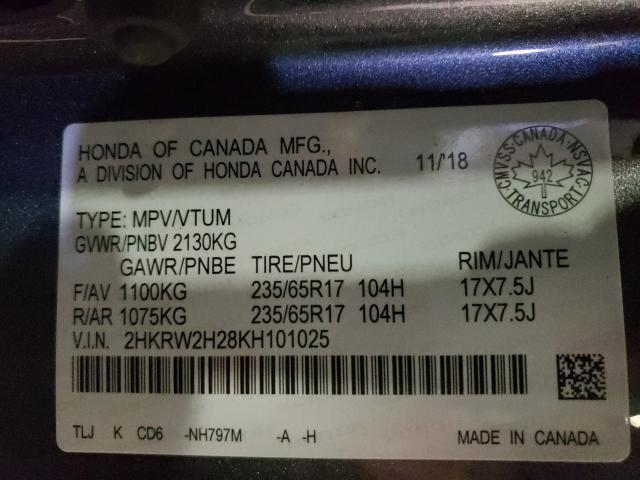 HONDA OF CANADA MFG.,
A DIVISION OF HONDA CANADA INC. 11/'18
CMVSS-CANADA-NSVAC
942
TRANSPORT
TYPE: MPV/VTUM
GVWR/PNBV 2130KG
GAWR/PNBE TIRE/PNEU RIM/JANTE
F/AV 1100KG 235/65R17 104H 17X7.5J
R/AR 1075KG 235/65R17 104H 17X7.5J
V.I.N. 2HKRW2H28KH101025
TLJ K CD6 -NH797M -A -H MADE IN CANADA